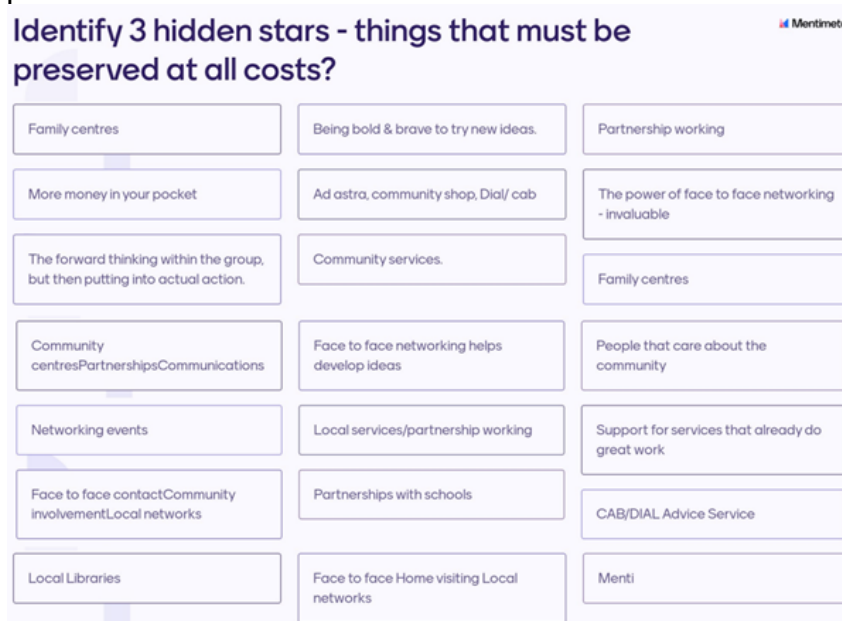 Identify 3 hidden stars - things that must be
preserved at all costs?
Family centres
More money in your pocket
The forward thinking within the group,
but then putting into actual action.
Community
centresPartnershipsCommunications
Networking events
Face to face contactCommunity
involvementLocal networks
Local Libraries
Being bold & brave to try new ideas.
Ad astra, community shop, Dial/ cab
Community services.
Face to face networking helps
develop ideas
Local services/partnership working
Partnerships with schools
Face to face Home visiting Local
networks
Partnership working
The power of face to face networking
- invaluable
Family centres
People that care about the
community
Support for services that already do
great work
CAB/DIAL Advice Service
Menti